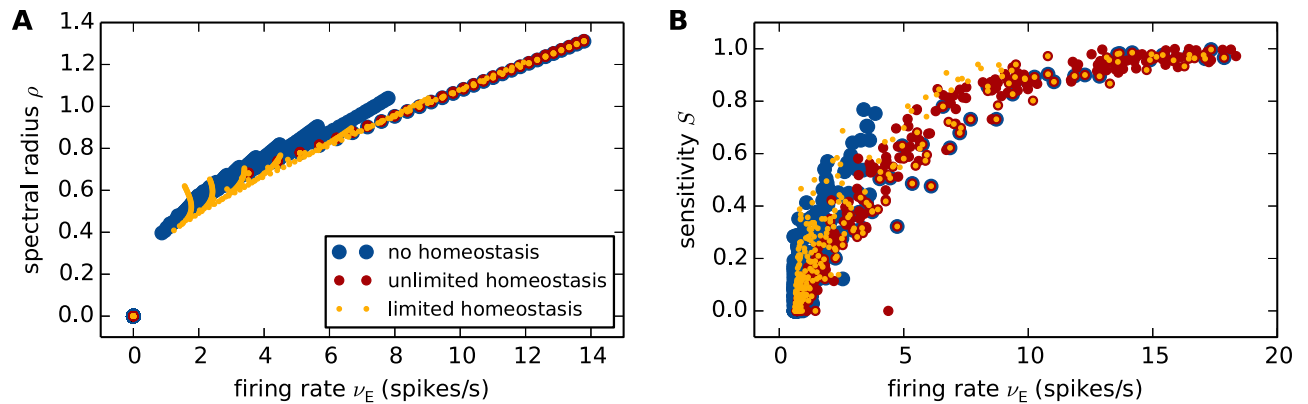 A
1.4
1.2
1.0
0.8
0.6
0.4
0.2
0.0
spectral radius ρ
no homeostasis
unlimited homeostasis
limited homeostasis
0 2 4 6 8 10 12 14
firing rate νE (spikes/s)
B
1.0
0.8
0.6
0.4
0.2
0.0
sensitivity S
0 5 10 15 20
firing rate νE (spikes/s)